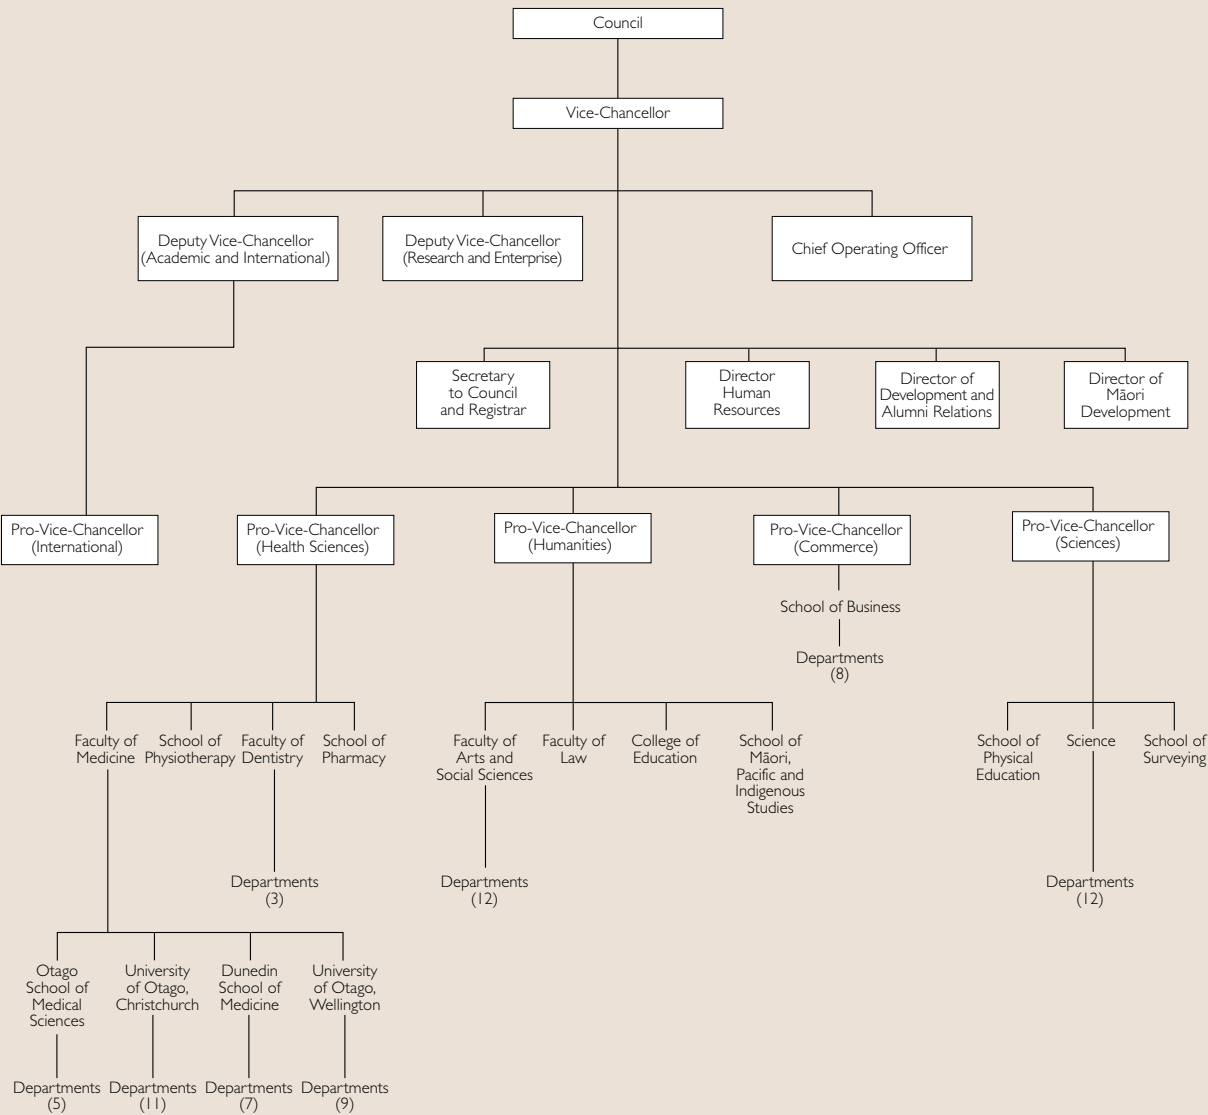 Council
Vice-Chancellor
Deputy Vice-Chancellor
(Academic and International)
Deputy Vice-Chancellor
(Research and Enterprise)
Chief Operating Officer
Secretary
to Council
and Registrar
Director
Human
Resources
Director of
Development and
Alumni Relations
Director of
Māori
Development
Pro-Vice-Chancellor
(International)
Pro-Vice-Chancellor
(Health Sciences)
Pro-Vice-Chancellor
(Humanities)
Pro-Vice-Chancellor
(Commerce)
Pro-Vice-Chancellor
(Sciences)
School of Business
Departments
(8)
Faculty of
Medicine
School of
Physiotherapy
Faculty of
Dentistry
School of
Pharmacy
Faculty of
Arts and
Social Sciences
Faculty of
Law
College of
Education
School of
Māori,
Pacific and
Indigenous
Studies
School of
Physical
Education
Science
School of
Surveying
Departments
(3)
Departments
(12)
Departments
(12)
Otago
School of
Medical
Sciences
University
of Otago,
Christchurch
Dunedin
School of
Medicine
University
of Otago,
Wellington
Departments
(5)
Departments
(11)
Departments
(7)
Departments
(9)